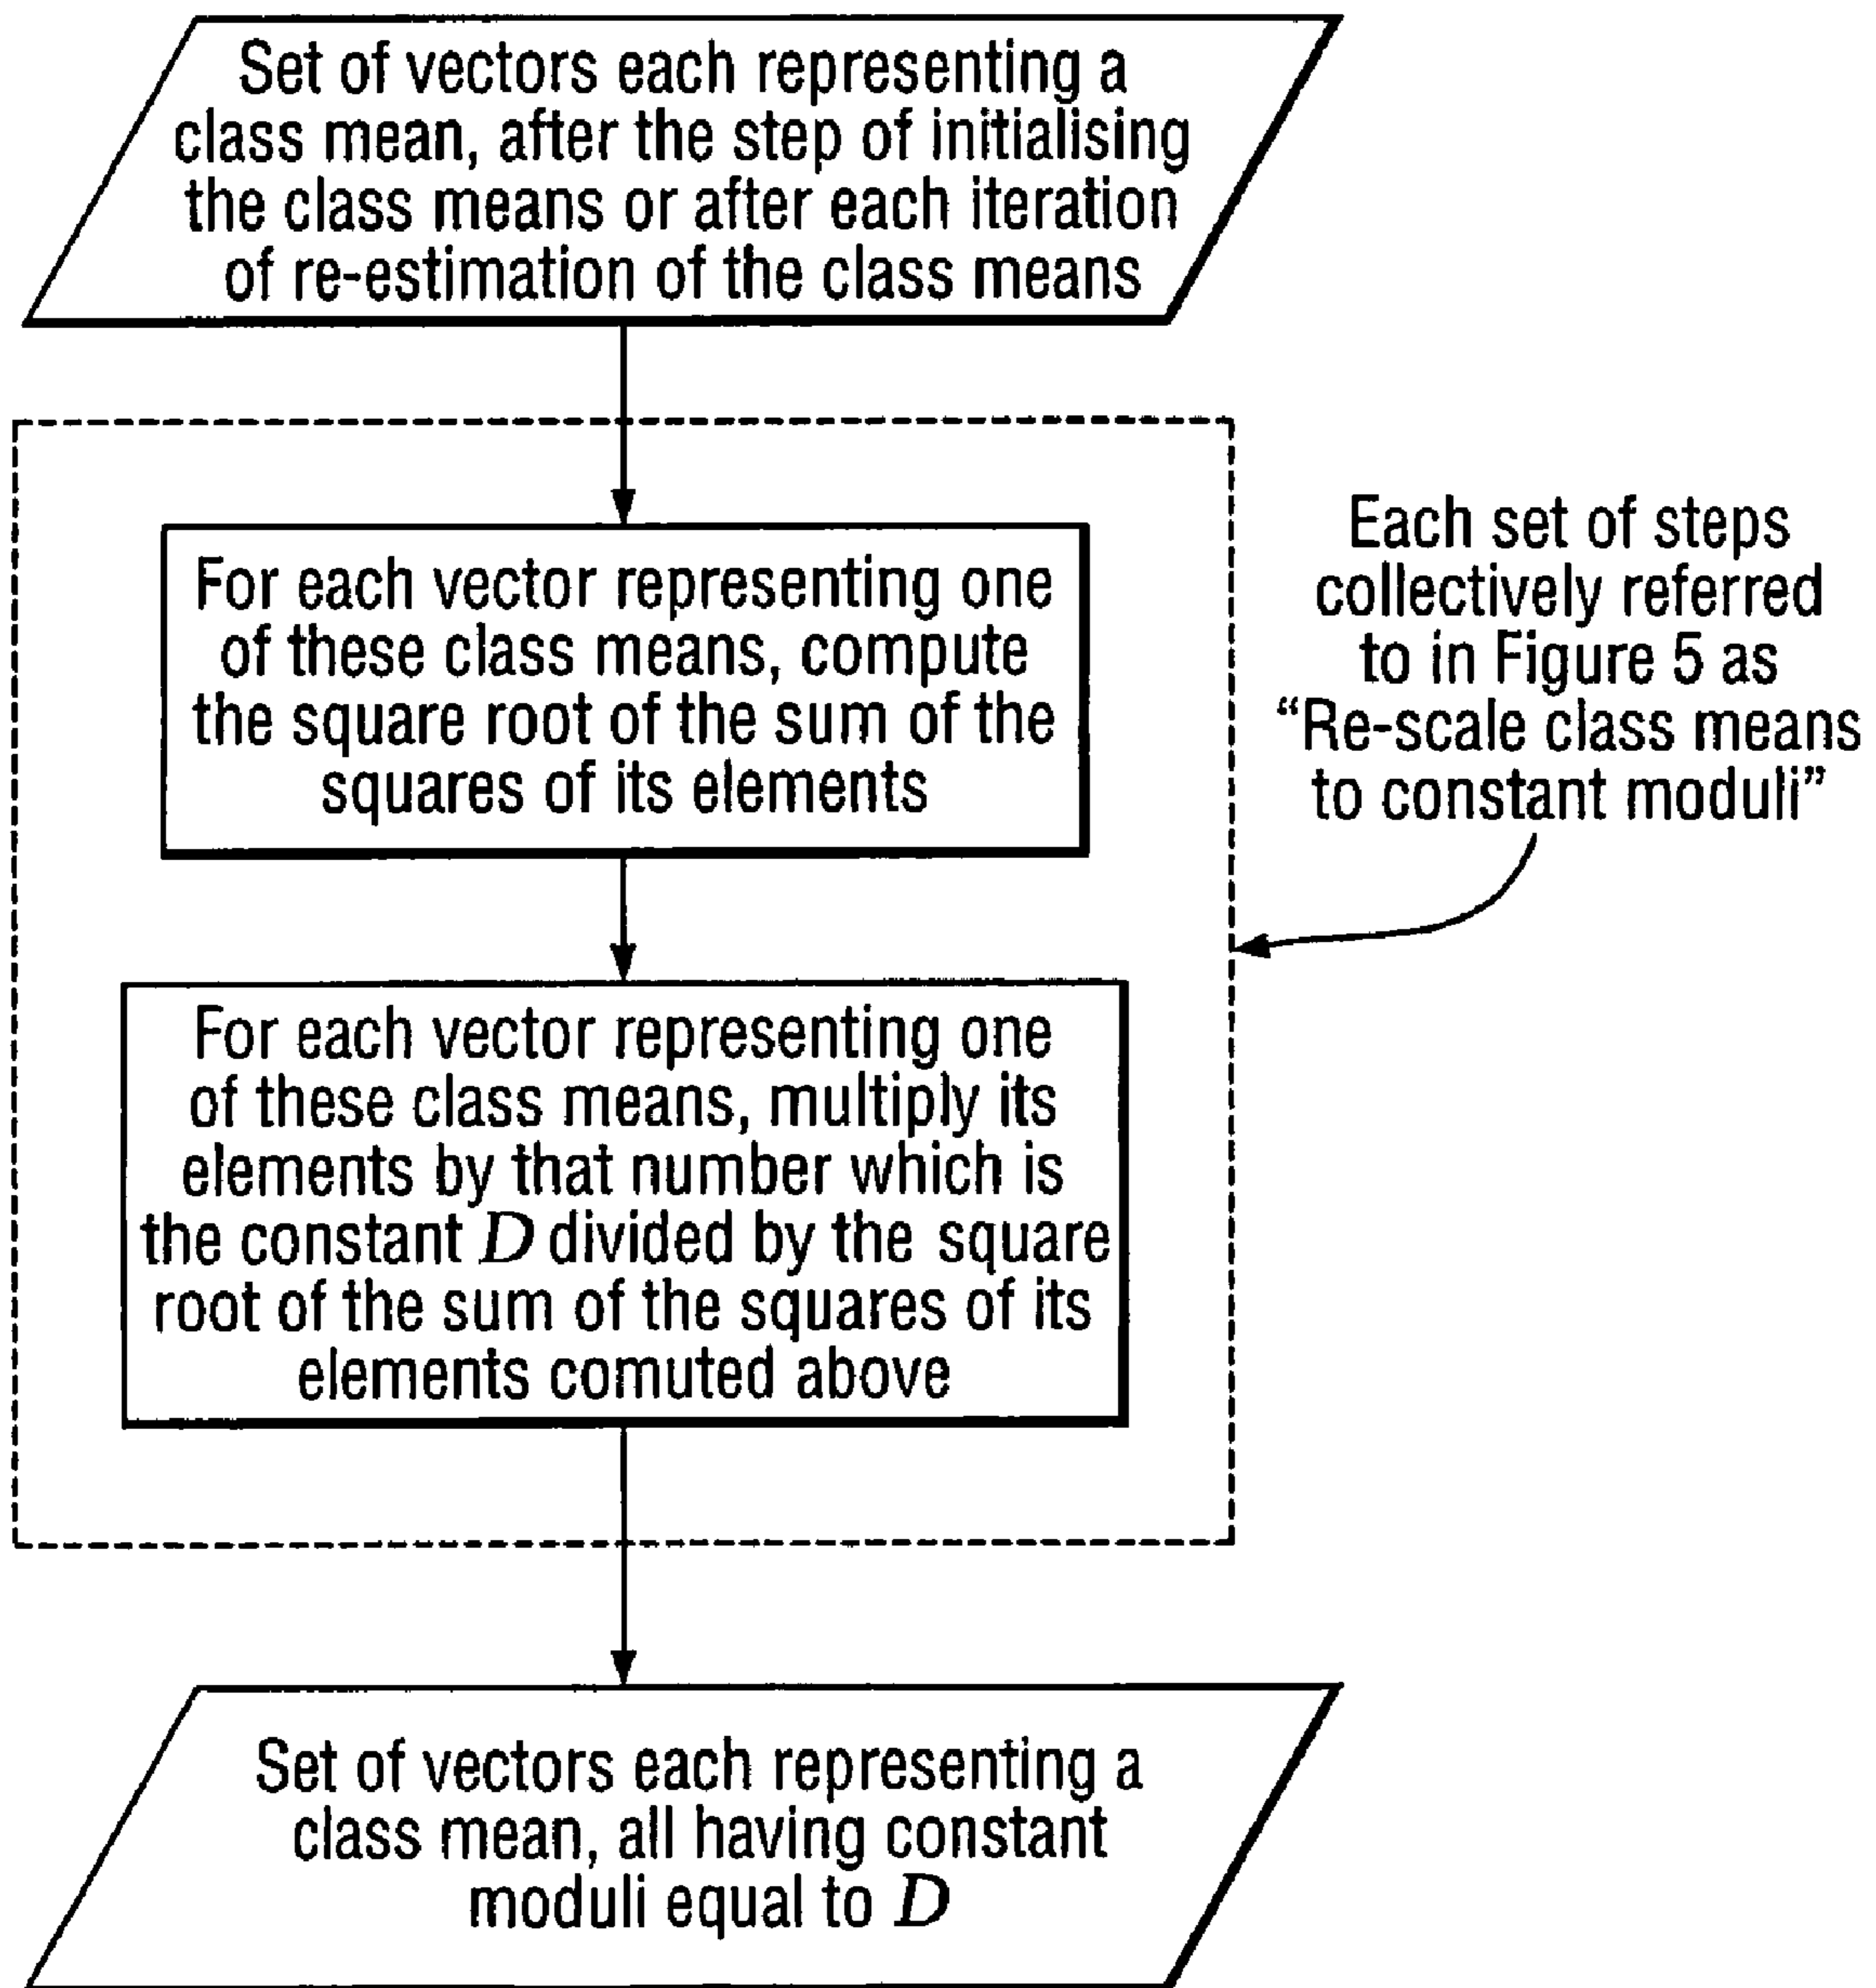 Set of vectors each representing a
class mean, after the step of initialising
the class means or after each iteration
of re-estimation of the class means
For each vector representing one
of these class means, compute
the square root of the sum of the
squares of its elements
Each set of steps
collectively referred
to in Figure 5 as
“Re-scale class means
to constant moduli”
For each vector representing one
of these class means, multiply its
elements by that number which is
the constant D divided by the square
root of the sum of the squares of its
elements comuted above
Set of vectors each representing a
class mean, all having constant
moduli equal to D